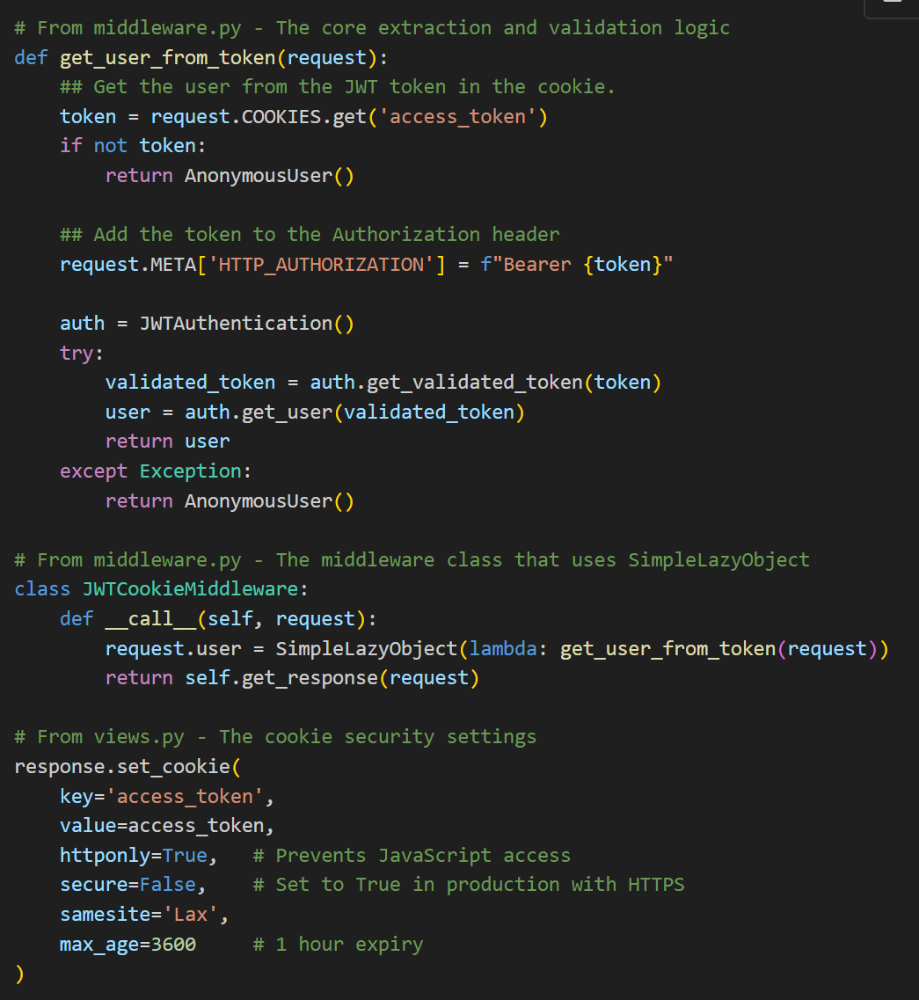 # From middleware.py - The core extraction and validation logic
def get_user_from_token(request):
    ## Get the user from the JWT token in the cookie.
    token = request.COOKIES.get('access_token')
    if not token:
        return AnonymousUser()

    ## Add the token to the Authorization header
    request.META['HTTP_AUTHORIZATION'] = f"Bearer {token}"

    auth = JWTAuthentication()
    try:
        validated_token = auth.get_validated_token(token)
        user = auth.get_user(validated_token)
        return user
    except Exception:
        return AnonymousUser()

# From middleware.py - The middleware class that uses SimpleLazyObject
class JWTCookieMiddleware:
    def __call__(self, request):
        request.user = SimpleLazyObject(lambda: get_user_from_token(request))
        return self.get_response(request)

# From views.py - The cookie security settings
response.set_cookie(
    key='access_token',
    value=access_token,
    httponly=True,   # Prevents JavaScript access
    secure=False,    # Set to True in production with HTTPS
    samesite='Lax',
    max_age=3600     # 1 hour expiry
)